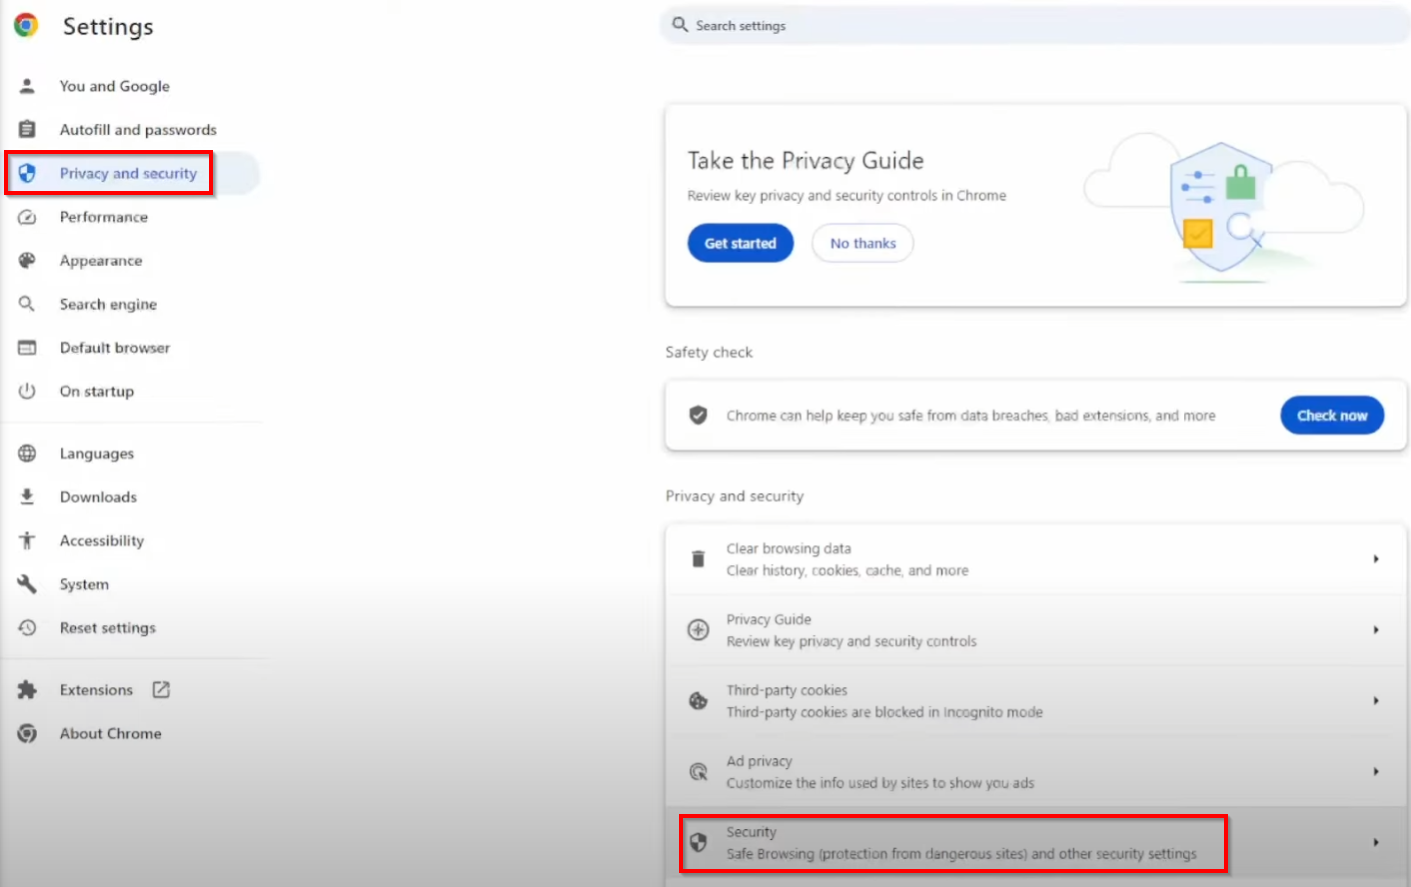 Settings
Search settings
You and Google
Autofill and passwords
Privacy and security
Performance
Appearance
Search engine
Default browser
On startup
Languages
Downloads
Accessibility
System
Reset settings
Extensions
About Chrome
Take the Privacy Guide
Review key privacy and security controls in Chrome
Get started
No thanks
Safety check
Chrome can help keep you safe from data breaches, bad extensions, and more
Check now
Privacy and security
Clear browsing data
Clear history, cookies, cache, and more
Privacy Guide
Review key privacy and security controls
Third-party cookies
Third-party cookies are blocked in Incognito mode
Ad privacy
Customize the info used by sites to show you ads
Security
Safe Browsing (protection from dangerous sites) and other security settings